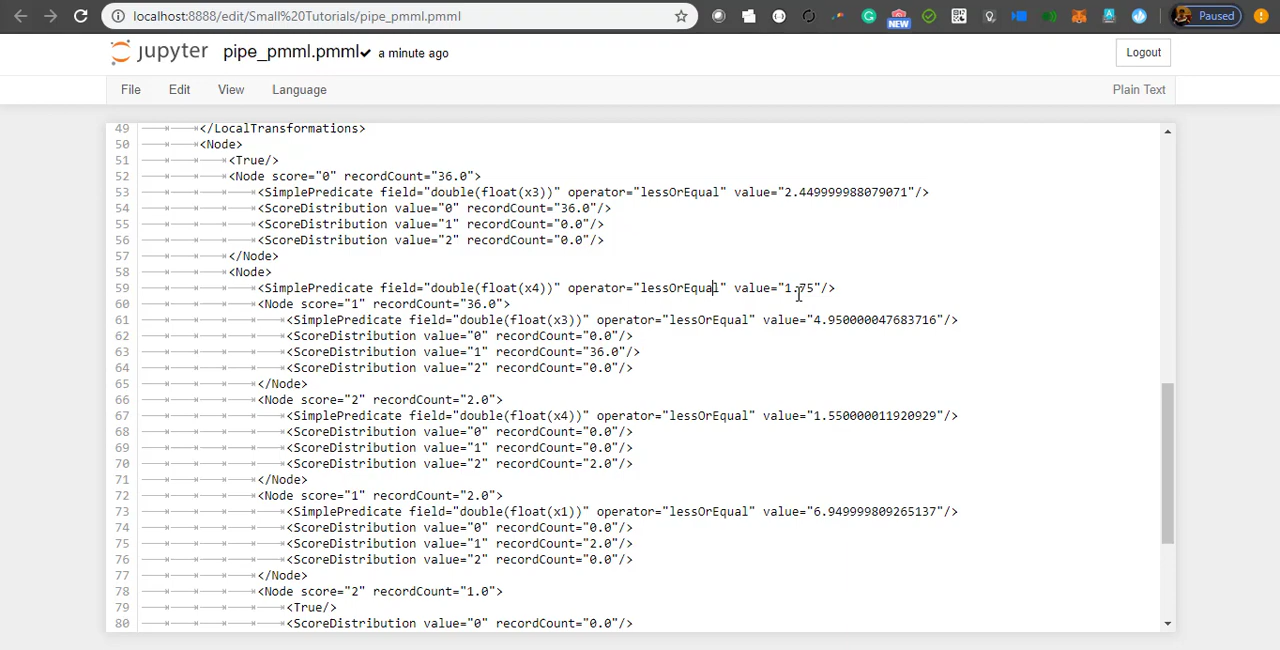 localhost:8888/edit/Small%20Tutorials/pipe_pmml.pmml
NEW
Paused
jupyter pipe_pmml.pmml✔ a minute ago
Logout
File Edit View Language
Plain Text
49 </LocalTransformations>
50 <Node>
51 <True/>
52 <Node score="0" recordCount="36.0">
53 <SimplePredicate field="double(float(x3))" operator="lessOrEqual" value="2.449999988079071"/>
54 <ScoreDistribution value="0" recordCount="36.0"/>
55 <ScoreDistribution value="1" recordCount="0.0"/>
56 <ScoreDistribution value="2" recordCount="0.0"/>
57 </Node>
58 <Node>
59 <SimplePredicate field="double(float(x4))" operator="lessOrEqual" value="1.75"/>
60 <Node score="1" recordCount="36.0">
61 <SimplePredicate field="double(float(x3))" operator="lessOrEqual" value="4.950000047683716"/>
62 <ScoreDistribution value="0" recordCount="0.0"/>
63 <ScoreDistribution value="1" recordCount="36.0"/>
64 <ScoreDistribution value="2" recordCount="0.0"/>
65 </Node>
66 <Node score="2" recordCount="2.0">
67 <SimplePredicate field="double(float(x4))" operator="lessOrEqual" value="1.550000011920929"/>
68 <ScoreDistribution value="0" recordCount="0.0"/>
69 <ScoreDistribution value="1" recordCount="0.0"/>
70 <ScoreDistribution value="2" recordCount="2.0"/>
71 </Node>
72 <Node score="1" recordCount="2.0">
73 <SimplePredicate field="double(float(x1))" operator="lessOrEqual" value="6.949999809265137"/>
74 <ScoreDistribution value="0" recordCount="0.0"/>
75 <ScoreDistribution value="1" recordCount="2.0"/>
76 <ScoreDistribution value="2" recordCount="0.0"/>
77 </Node>
78 <Node score="2" recordCount="1.0">
79 <True/>
80 <ScoreDistribution value="0" recordCount="0.0"/>